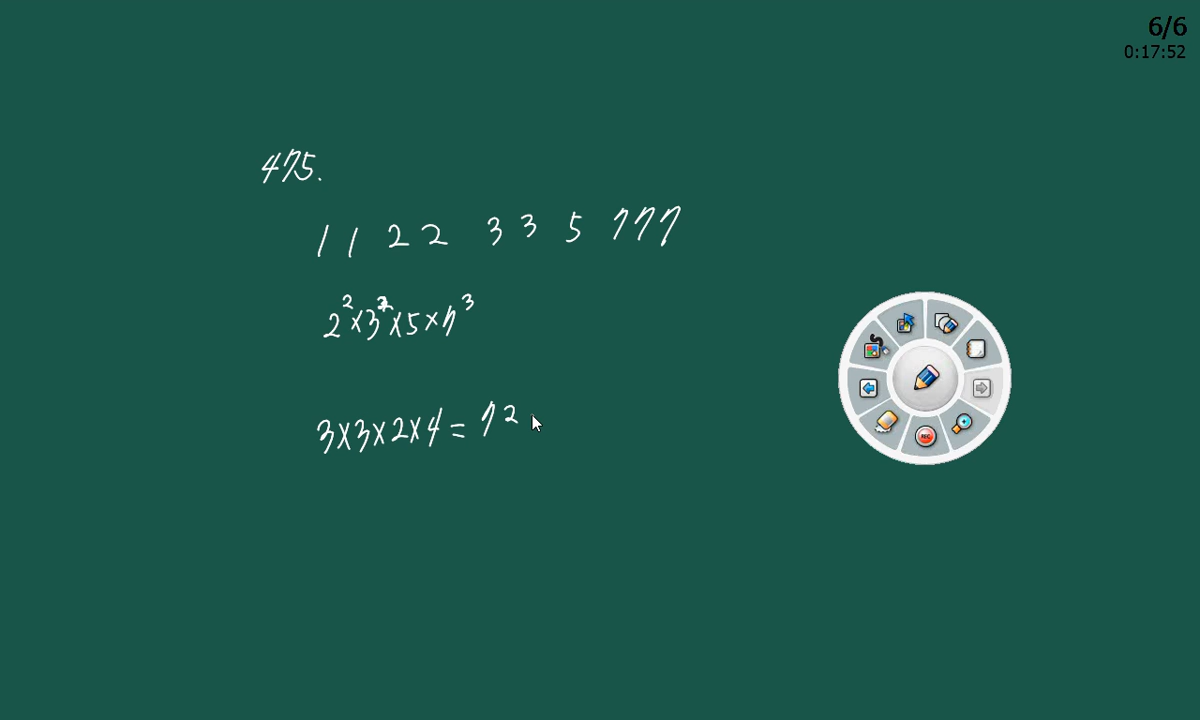 6/6
0:17:52
475.
1 1 2 2 3 3 5 7 7 7
2²×3²×5×7³
3×3×2×4=72
REC